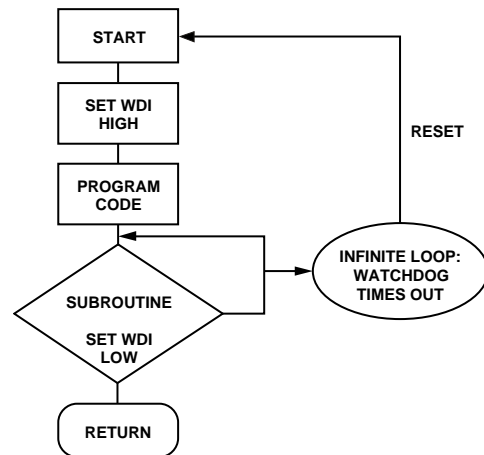 START
SET WDI
HIGH
PROGRAM
CODE
SUBROUTINE
SET WDI
LOW
RETURN
RESET
INFINITE LOOP:
WATCHDOG
TIMES OUT